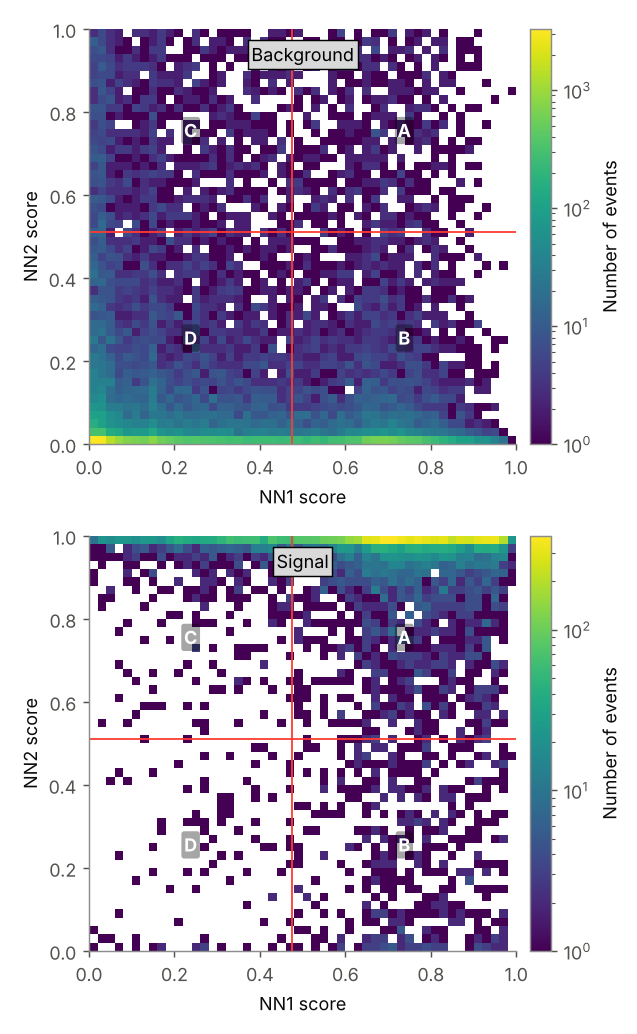 1.0
Background
10³
0.8
C
A
0.6
10²
NN2 score
Number of events
0.4
D
B
10¹
0.2
0.0
10⁰
0.0 0.2 0.4 0.6 0.8 1.0
NN1 score
1.0
Signal
0.8
10²
C
A
0.6
NN2 score
Number of events
0.4
10¹
D
B
0.2
0.0
10⁰
0.0 0.2 0.4 0.6 0.8 1.0
NN1 score